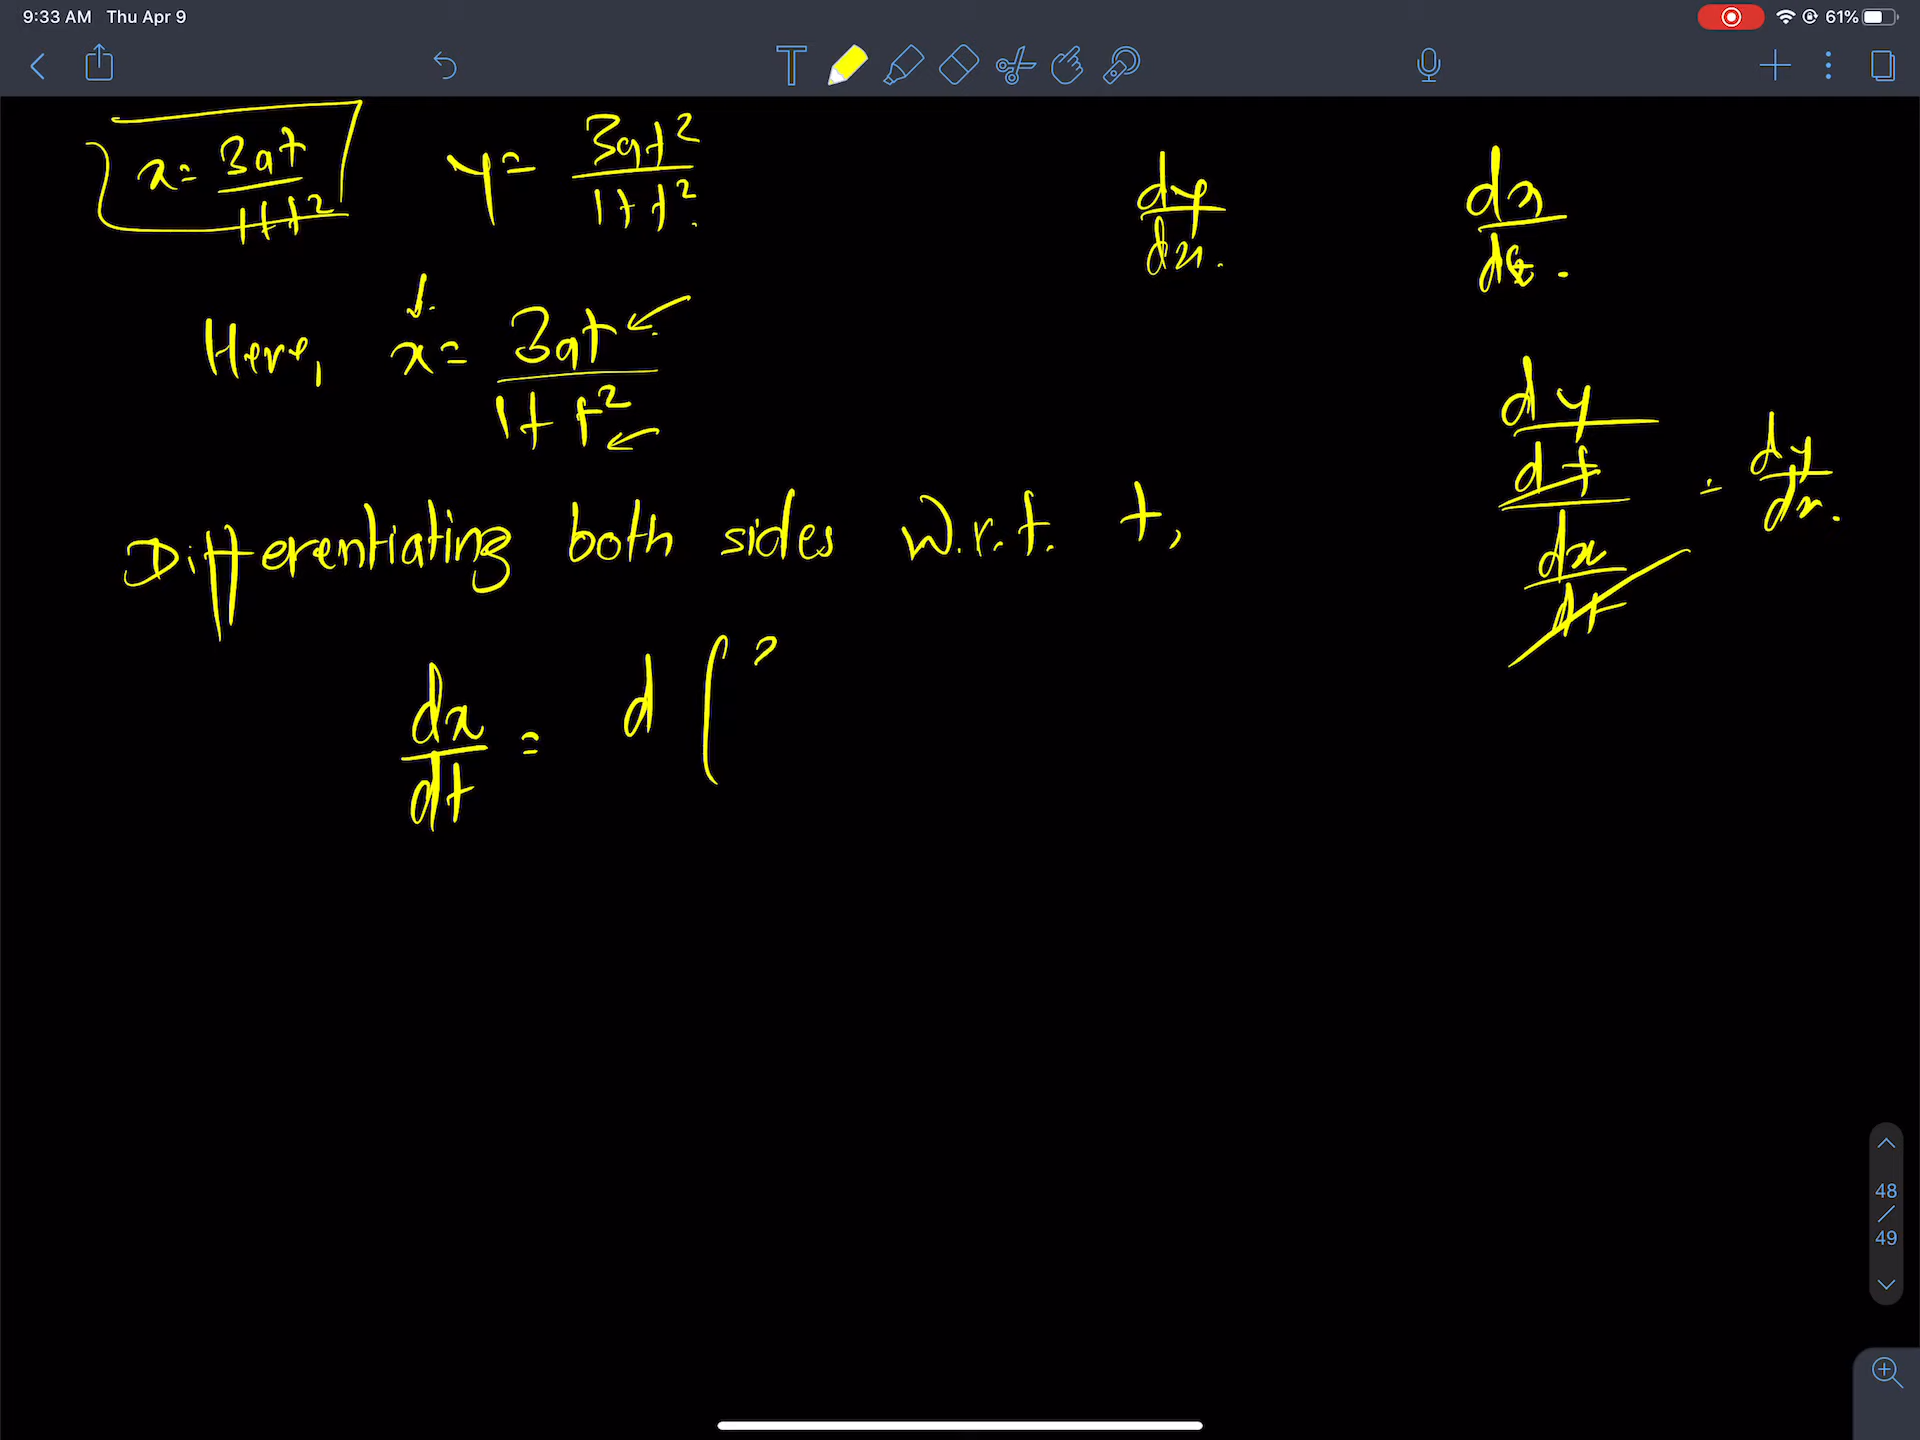 9:33 AM Thu Apr 9
61%
x = 3at / 1+t² y = 3at² / 1+t².
dy / dx.
dx / dt.
Here, x = 3at / 1+t²
dy / dt / dx / dt = dy / dx.
Differentiating both sides w.r.t. t,
dx / dt = d (
48 / 49